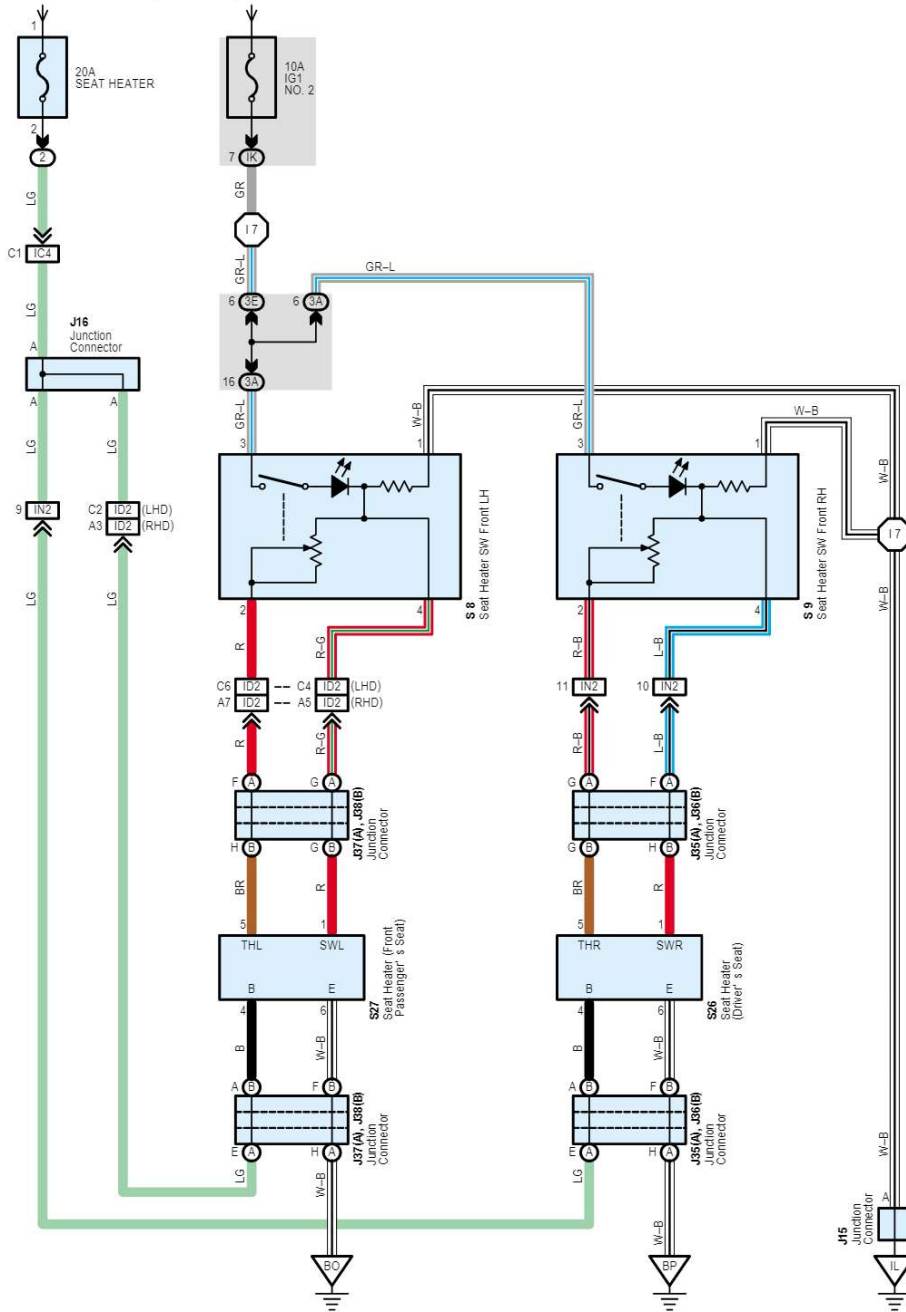 1
20A
SEAT HEATER
2
2
LG
C1 IC4
LG
J16
Junction
Connector
A
A
A
LG
LG
9 IN2
C2 ID2 (LHD)
A3 ID2 (RHD)
LG
LG
10A
IG1
NO. 2
7 IK
GR
I7
GR–L
GR–L
6 3E
6 3A
16 3A
GR–L
W–B
GR–L
W–B
W–B
3
1
3
1
S 8
Seat Heater SW Front LH
S 9
Seat Heater SW Front RH
I7
W–B
2
4
2
4
R
R–G
R–B
L–B
C6 ID2 –– C4 ID2 (LHD)
A7 ID2 –– A5 ID2 (RHD)
11 IN2
10 IN2
R
R–G
R–B
L–B
F A
G A
G A
F A
J37(A), J38(B)
Junction
Connector
J35(A), J36(B)
Junction
Connector
H B
G B
G B
H B
BR
R
BR
R
5
1
5
1
THL
SWL
THR
SWR
B
E
B
E
S27
Seat Heater (Front
Passenger' s Seat)
S26
Seat Heater
(Driver' s Seat)
4
6
4
6
B
W–B
B
W–B
A B
F B
A B
F B
J37(A), J38(B)
Junction
Connector
J35(A), J36(B)
Junction
Connector
E A
H A
E A
H A
LG
W–B
LG
W–B
W–B
A
J15
Junction
Connector
BO
BP
IL